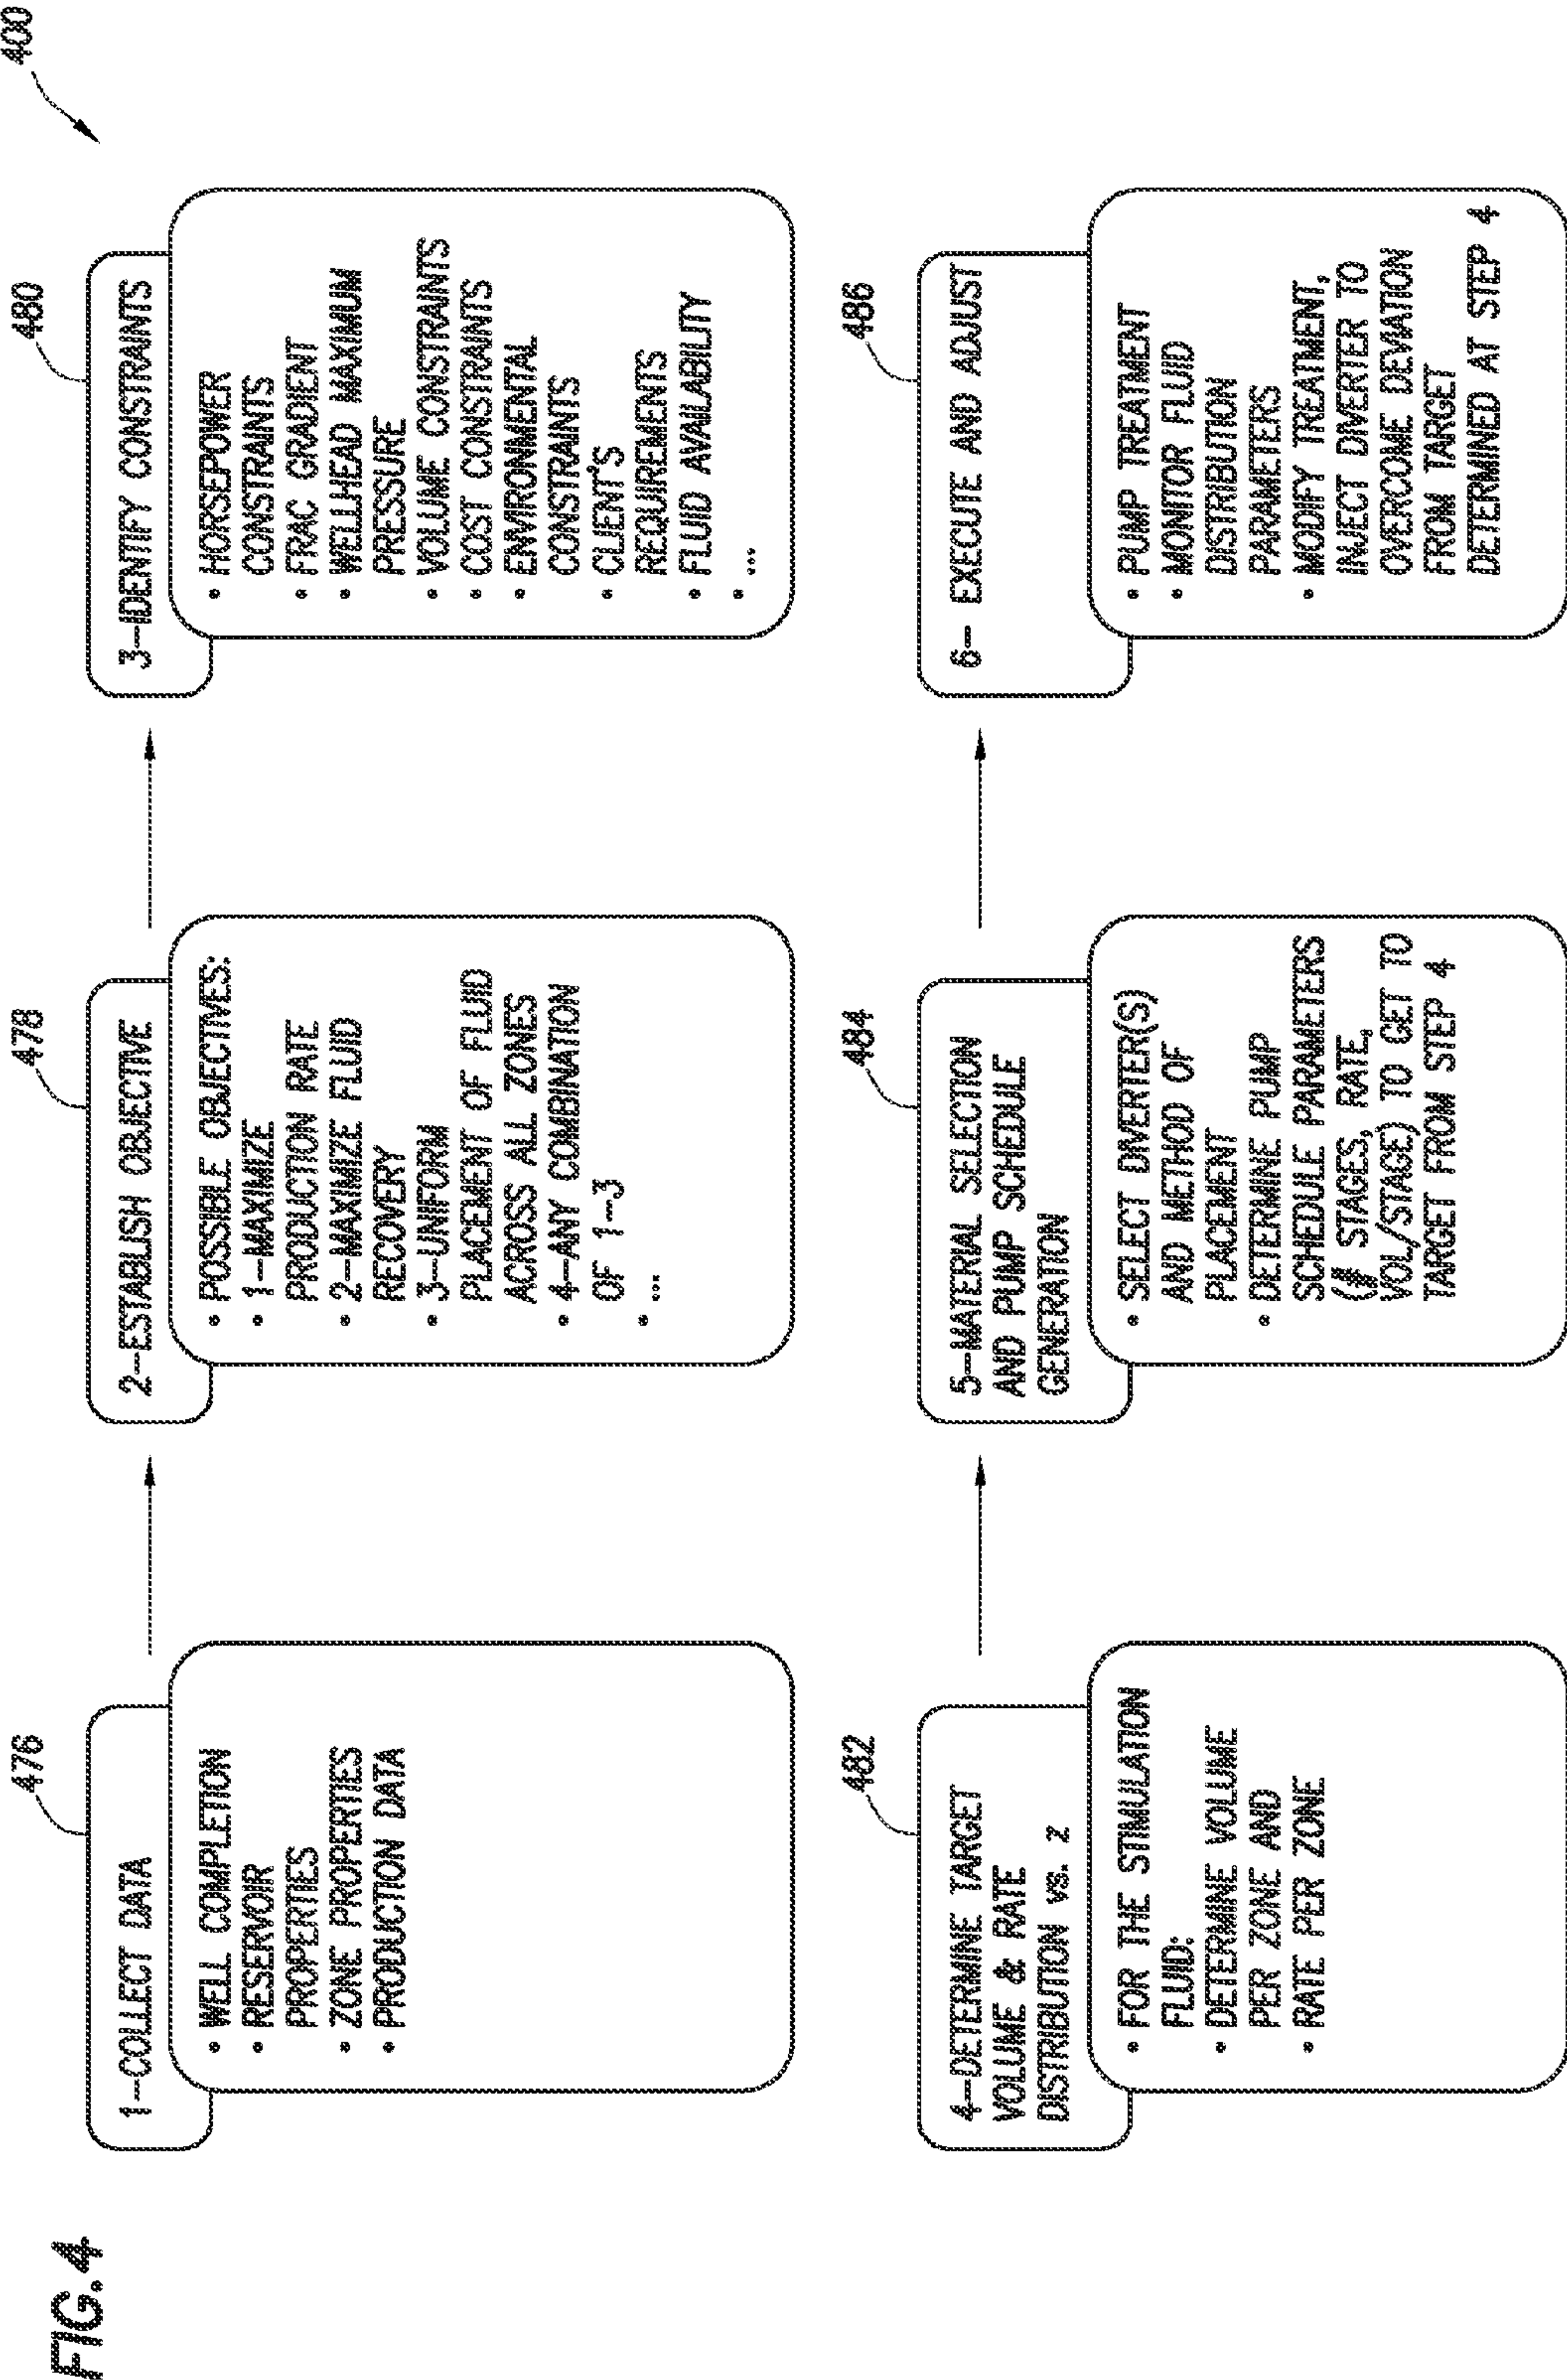 FIG.4
400
476
1-COLLECT DATA
• WELL COMPLETION
• RESERVOIR
PROPERTIES
• ZONE PROPERTIES
• PRODUCTION DATA
478
2-ESTABLISH OBJECTIVE
• POSSIBLE OBJECTIVES:
• 1-MAXIMIZE
PRODUCTION RATE
• 2-MAXIMIZE FLUID
RECOVERY
• 3-UNIFORM
PLACEMENT OF FLUID
ACROSS ALL ZONES
• 4-ANY COMBINATION
OF 1-3
• ...
480
3-IDENTIFY CONSTRAINTS
• HORSEPOWER
CONSTRAINTS
• FRAC GRADIENT
• WELLHEAD MAXIMUM
PRESSURE
• VOLUME CONSTRAINTS
• COST CONSTRAINTS
• ENVIRONMENTAL
CONSTRAINTS
• CLIENT'S
REQUIREMENTS
• FLUID AVAILABILITY
• ...
482
4-DETERMINE TARGET
VOLUME & RATE
DISTRIBUTION vs. z
• FOR THE STIMULATION
FLUID:
• DETERMINE VOLUME
PER ZONE AND
• RATE PER ZONE
484
5-MATERIAL SELECTION
AND PUMP SCHEDULE
GENERATION
• SELECT DIVERTER(S)
AND METHOD OF
PLACEMENT
• DETERMINE PUMP
SCHEDULE PARAMETERS
(# STAGES, RATE,
VOL/STAGE) TO GET TO
TARGET FROM STEP 4
486
6- EXECUTE AND ADJUST
• PUMP TREATMENT
• MONITOR FLUID
DISTRIBUTION
PARAMETERS
• MODIFY TREATMENT,
INJECT DIVERTER TO
OVERCOME DEVIATION
FROM TARGET
DETERMINED AT STEP 4